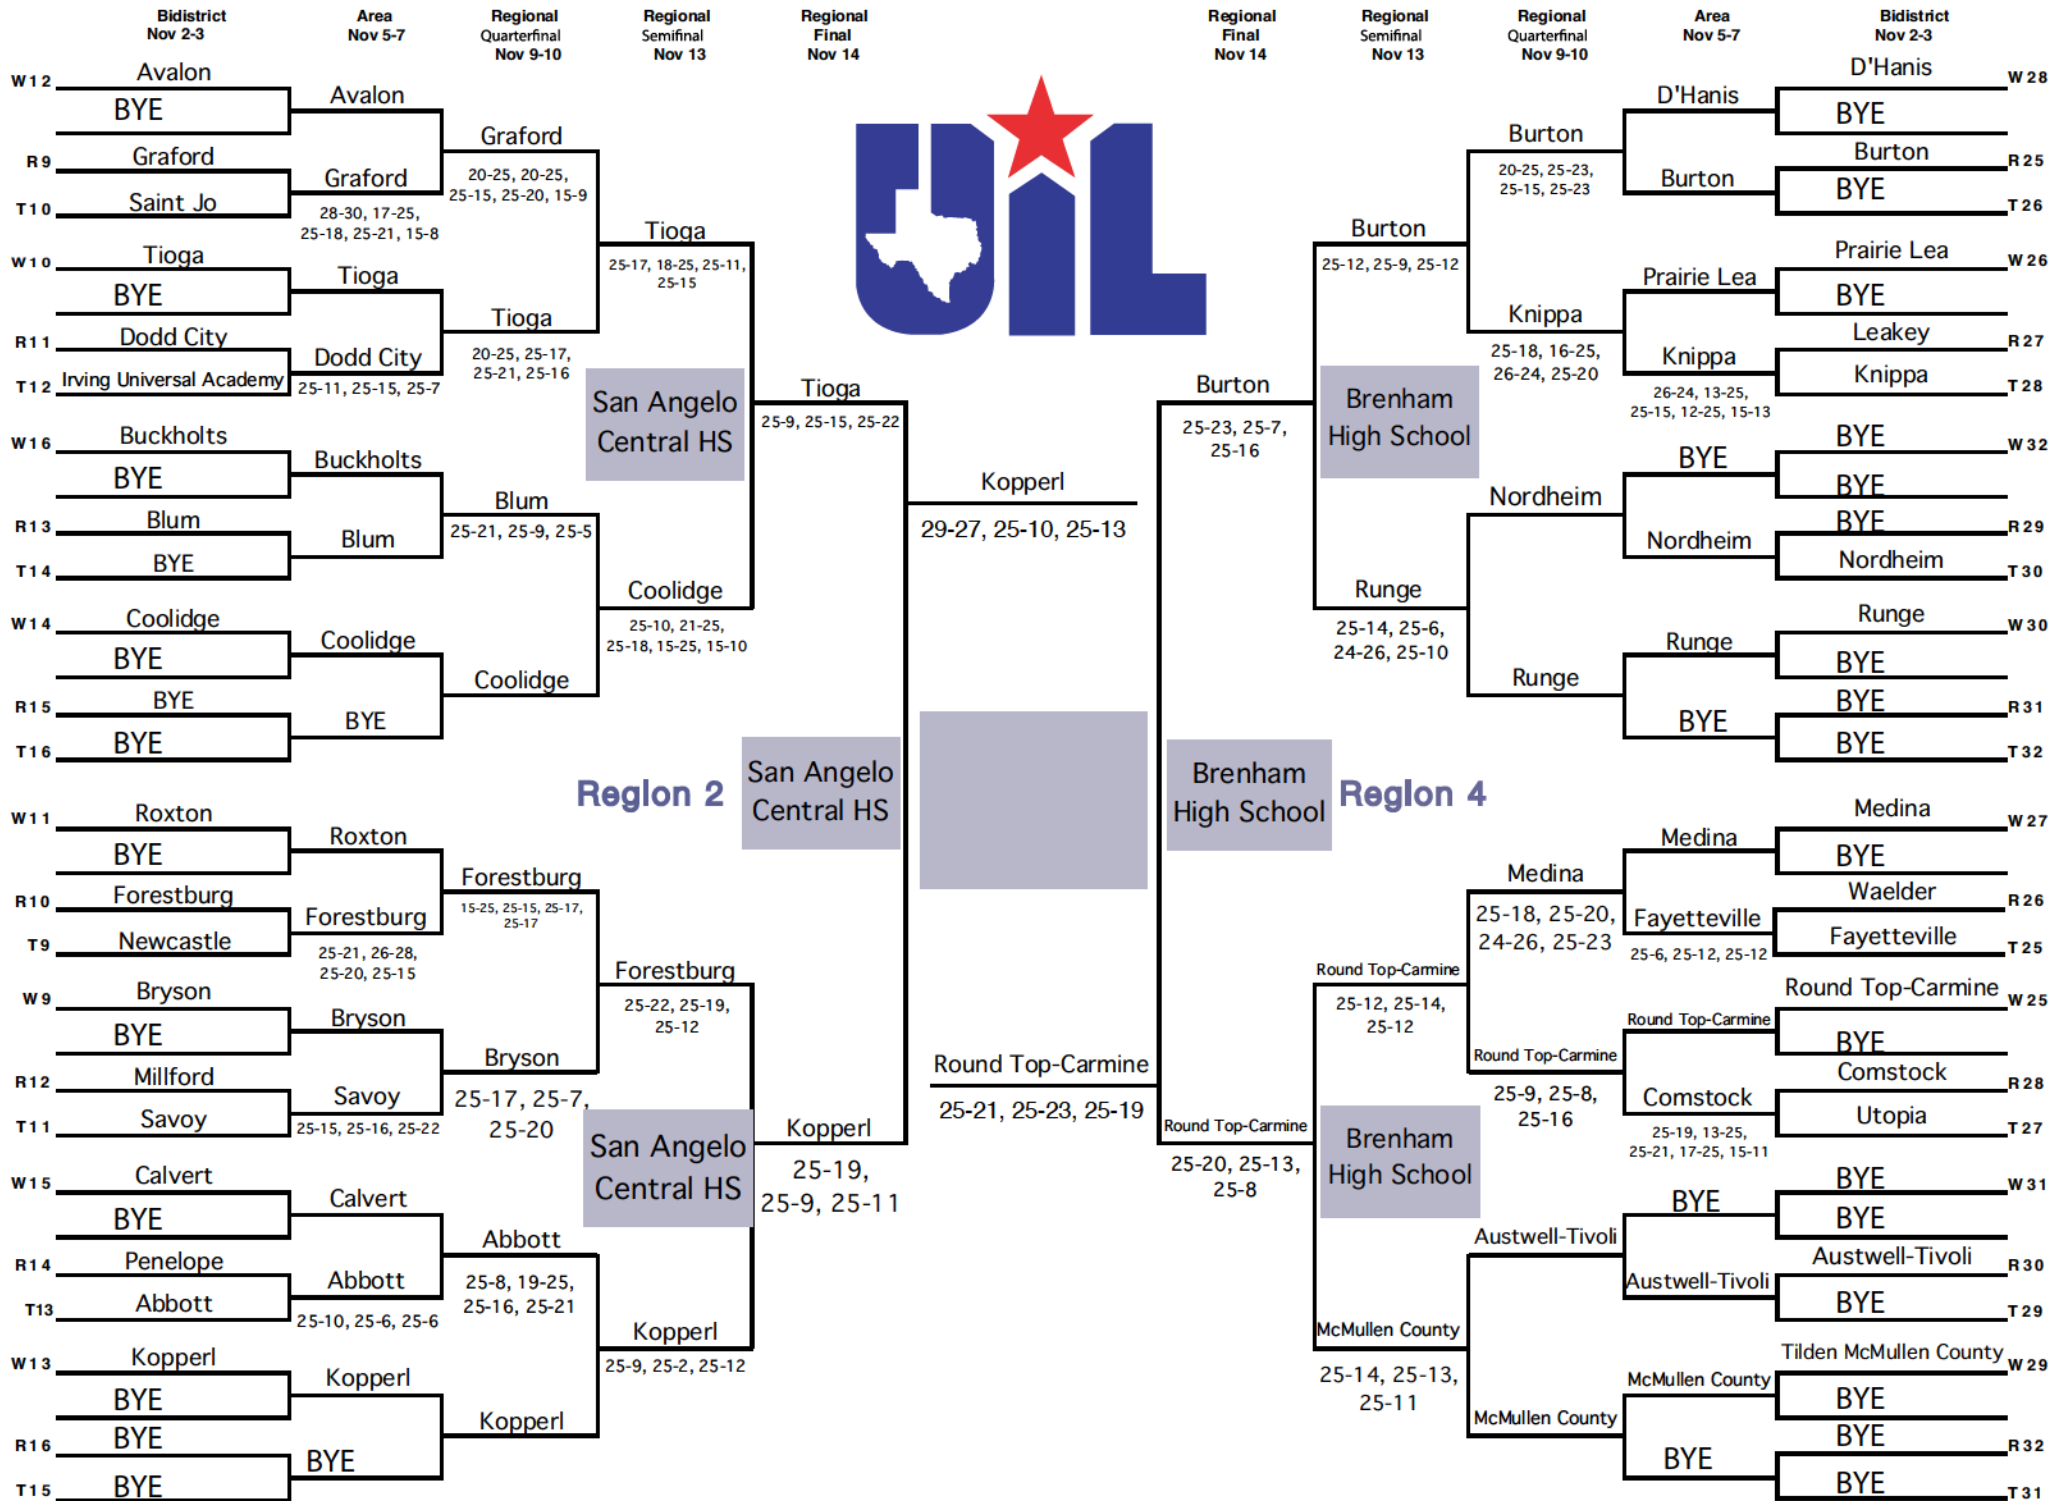 Bidistrict
Nov 2-3
Area
Nov 5-7
Regional
Quarterfinal
Nov 9-10
Regional
Semifinal
Nov 13
Regional
Final
Nov 14
Regional
Final
Nov 14
Regional
Semifinal
Nov 13
Regional
Quarterfinal
Nov 9-10
Area
Nov 5-7
Bidistrict
Nov 2-3
W12
Avalon
BYE
R9
Graford
T10
Saint Jo
W10
Tioga
BYE
R11
Dodd City
T12
Irving Universal Academy
W16
Buckholts
BYE
R13
Blum
T14
BYE
W14
Coolidge
BYE
R15
BYE
T16
BYE
W11
Roxton
BYE
R10
Forestburg
T9
Newcastle
W9
Bryson
BYE
R12
Millford
T11
Savoy
W15
Calvert
BYE
R14
Penelope
T13
Abbott
W13
Kopperl
BYE
R16
BYE
T15
BYE
Avalon
Graford
28-30, 17-25,
25-18, 25-21, 15-8
Tioga
Dodd City
25-11, 25-15, 25-7
Buckholts
Blum
Coolidge
BYE
Roxton
Forestburg
25-21, 26-28,
25-20, 25-15
Bryson
Savoy
25-15, 25-16, 25-22
Calvert
Abbott
25-10, 25-6, 25-6
Kopperl
BYE
Graford
20-25, 20-25,
25-15, 25-20, 15-9
Tioga
20-25, 25-17,
25-21, 25-16
Blum
25-21, 25-9, 25-5
Coolidge
Forestburg
15-25, 25-15, 25-17,
25-17
Bryson
25-17, 25-7,
25-20
Abbott
25-8, 19-25,
25-16, 25-21
Kopperl
Tioga
25-17, 18-25, 25-11,
25-15
San Angelo
Central HS
Coolidge
25-10, 21-25,
25-18, 15-25, 15-10
Region 2
Forestburg
25-22, 25-19,
25-12
San Angelo
Central HS
Kopperl
25-9, 25-2, 25-12
Tioga
25-9, 25-15, 25-22
San Angelo
Central HS
Kopperl
25-19,
25-9, 25-11
UIL
Kopperl
29-27, 25-10, 25-13
Round Top-Carmine
25-21, 25-23, 25-19
Burton
25-23, 25-7,
25-16
Brenham
High School
Round Top-Carmine
25-20, 25-13,
25-8
Burton
25-12, 25-9, 25-12
Brenham
High School
Runge
25-14, 25-6,
24-26, 25-10
Region 4
Round Top-Carmine
25-12, 25-14,
25-12
Brenham
High School
McMullen County
25-14, 25-13,
25-11
Burton
20-25, 25-23,
25-15, 25-23
Knippa
25-18, 16-25,
26-24, 25-20
Nordheim
Runge
Medina
25-18, 25-20,
24-26, 25-23
Round Top-Carmine
25-9, 25-8,
25-16
Austwell-Tivoli
McMullen County
D'Hanis
Burton
Prairie Lea
Knippa
26-24, 13-25,
25-15, 12-25, 15-13
BYE
Nordheim
Runge
BYE
Medina
Fayetteville
25-6, 25-12, 25-12
Round Top-Carmine
Comstock
25-19, 13-25,
25-21, 17-25, 15-11
BYE
Austwell-Tivoli
McMullen County
BYE
D'Hanis
W28
BYE
Burton
R25
BYE
T26
Prairie Lea
W26
BYE
Leakey
R27
Knippa
T28
BYE
W32
BYE
BYE
R29
Nordheim
T30
Runge
W30
BYE
BYE
R31
BYE
T32
Medina
W27
BYE
Waelder
R26
Fayetteville
T25
Round Top-Carmine
W25
BYE
Comstock
R28
Utopia
T27
BYE
W31
BYE
Austwell-Tivoli
R30
BYE
T29
Tilden McMullen County
W29
BYE
BYE
R32
BYE
T31